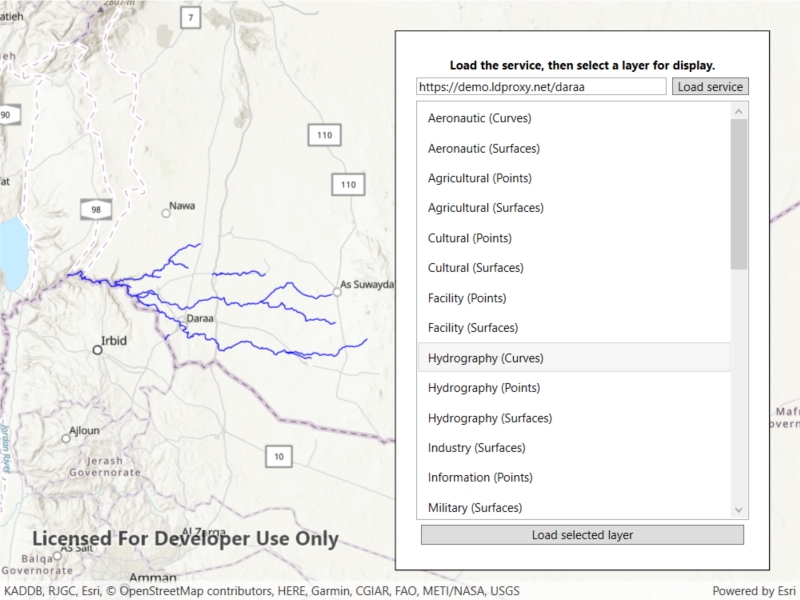 atieh
2807 m
7
eh
90
110
110
fat
98
Nawa
As Suwayda
Daraa
Irbid
Ajloun
Jerash
Governorate
10
Jordan River
Al Zarqa
As Salt
Balqa
Governorate
Amman
Licensed For Developer Use Only
Load the service, then select a layer for display.
https://demo.ldproxy.net/daraa
Load service
Aeronautic (Curves)
Aeronautic (Surfaces)
Agricultural (Points)
Agricultural (Surfaces)
Cultural (Points)
Cultural (Surfaces)
Facility (Points)
Facility (Surfaces)
Hydrography (Curves)
Hydrography (Points)
Hydrography (Surfaces)
Industry (Surfaces)
Information (Points)
Military (Surfaces)
Load selected layer
Mafr
overn
KADDB, RJGC, Esri, © OpenStreetMap contributors, HERE, Garmin, CGIAR, FAO, METI/NASA, USGS
Powered by Esri